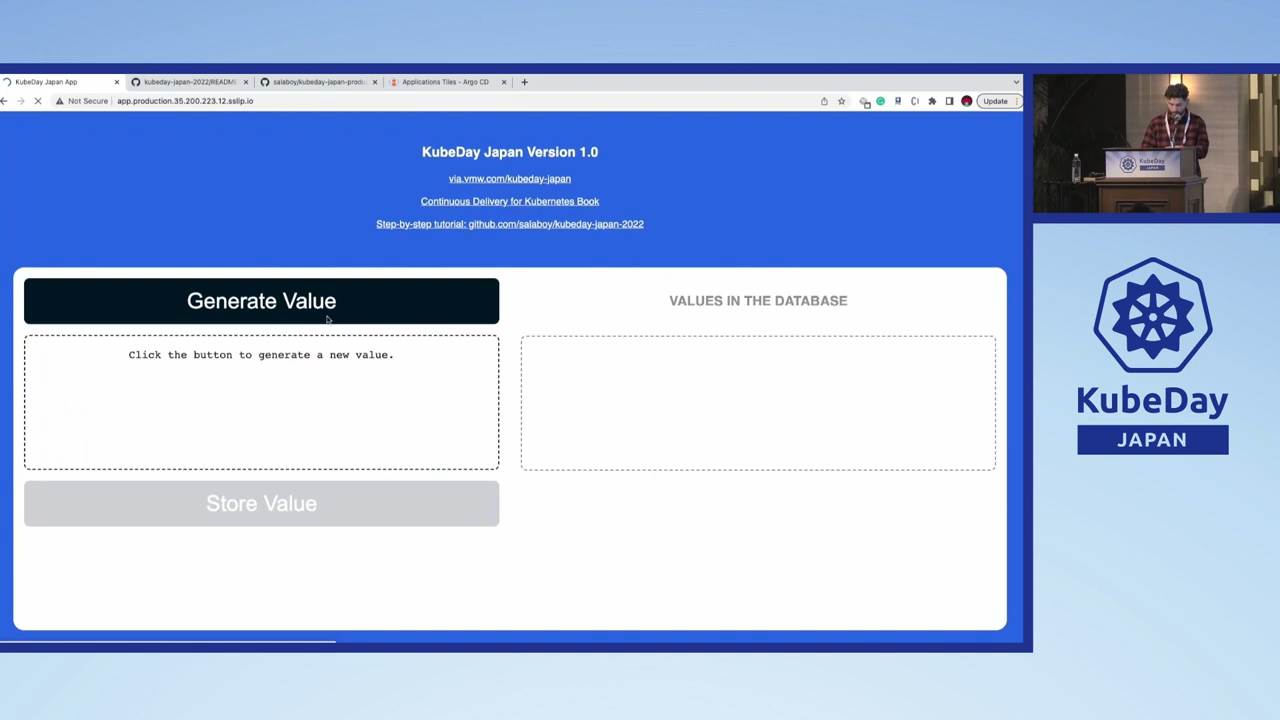 KubeDay Japan App
kubeday-japan-2022/README
salaboy/kubeday-japan-produ
Applications Tiles - Argo CD
Not Secure
app.production.35.200.223.12.sslip.io
Update
KubeDay Japan Version 1.0
via.vmw.com/kubeday-japan
Continuous Delivery for Kubernetes Book
Step-by-step tutorial: github.com/salaboy/kubeday-japan-2022
Generate Value
Click the button to generate a new value.
Store Value
VALUES IN THE DATABASE
KubeDay
JAPAN
KubeDay
JAPAN